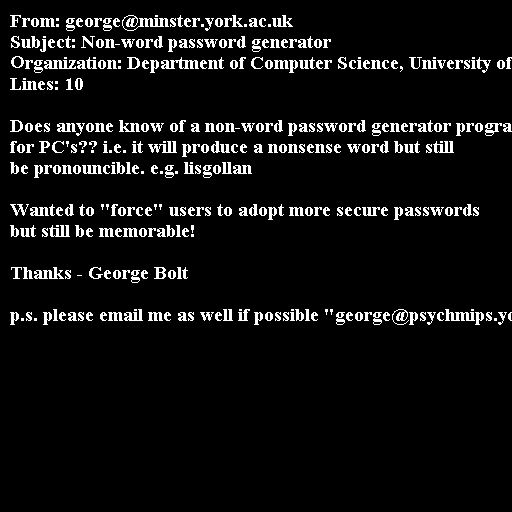 From: george@minster.york.ac.uk
Subject: Non-word password generator
Organization: Department of Computer Science, University of
Lines: 10
Does anyone know of a non-word password generator progra
for PC's?? i.e. it will produce a nonsense word but still
be pronouncible. e.g. lisgollan
Wanted to "force" users to adopt more secure passwords
but still be memorable!
Thanks - George Bolt
p.s. please email me as well if possible "george@psychmips.yo